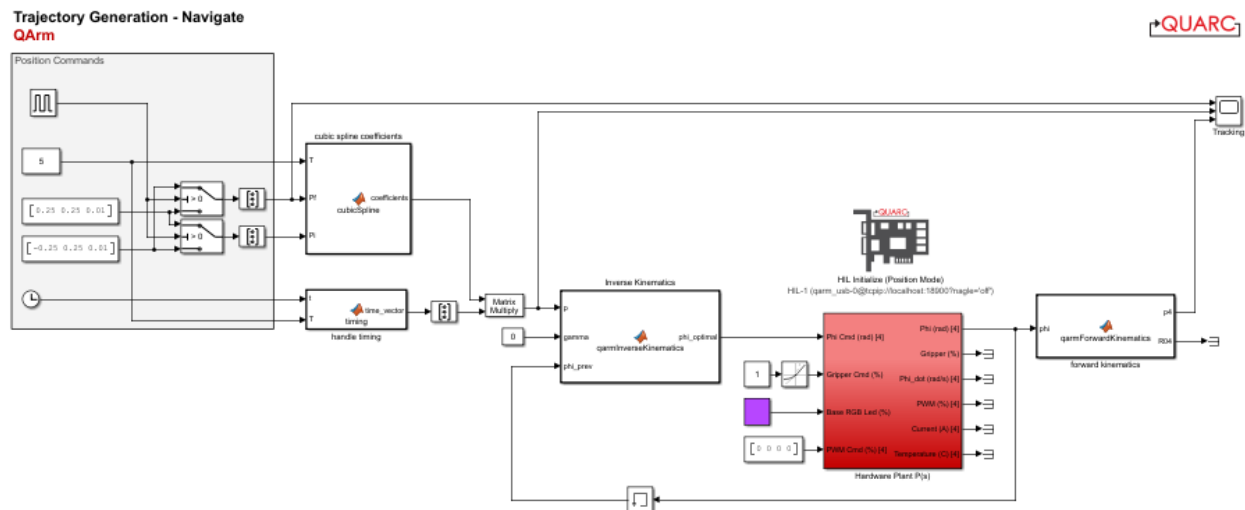 Trajectory Generation - Navigate
QArm
QUARC
Position Commands
5
[0.25 0.25 0.01]
[-0.25 0.25 0.01]
> 0
> 0
cubic spline coefficients
T
Pf
Pi
cubicSpline
coefficients
t
T
timing
time_vector
handle timing
Matrix
Multiply
0
Inverse Kinematics
p
gamma
phi_prev
qarmInverseKinematics
phi_optimal
QUARC
HIL Initialize (Position Mode)
HIL-1 (qarm_usb-0@tcpip://localhost:18900?nagle='off')
1
[0 0 0 0]
Phi Cmd (rad) [4]
Gripper Cmd (%)
Base RGB Led (%)
PWM Cmd (%) [4]
Phi (rad) [4]
Gripper (%)
Phi_dot (rad/s) [4]
PWM (%) [4]
Current (A) [4]
Temperature (C) [4]
Hardware Plant P(s)
phi
qarmForwardKinematics
p4
R04
forward kinematics
Tracking